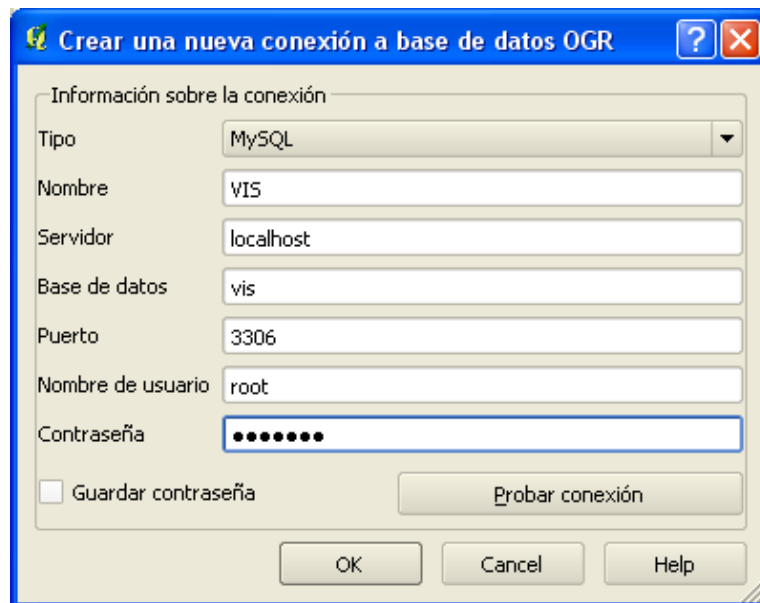 Crear una nueva conexión a base de datos OGR
Información sobre la conexión
Tipo MySQL
Nombre VIS
Servidor localhost
Base de datos vis
Puerto 3306
Nombre de usuario root
Contraseña ●●●●●●●
Guardar contraseña Probar conexión
OK Cancel Help